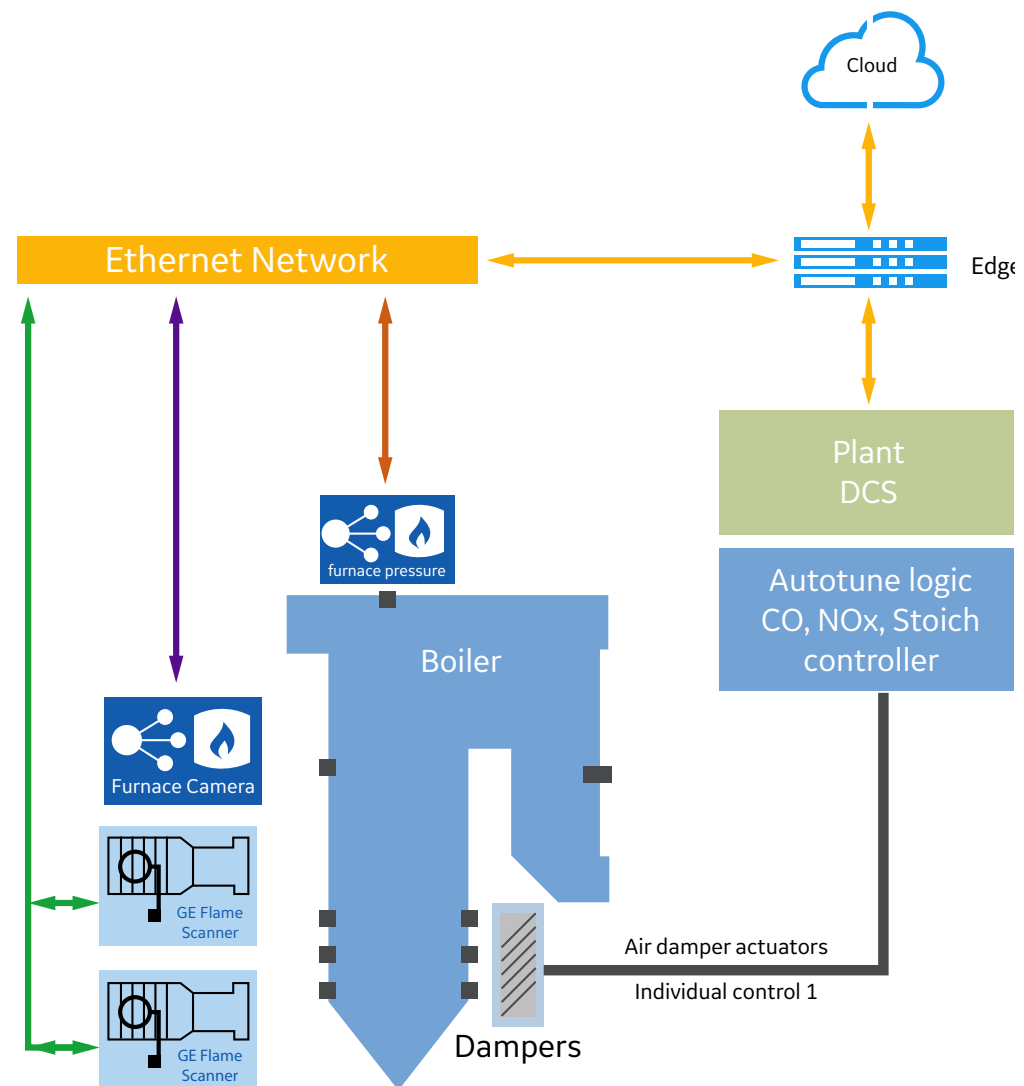 Cloud
Ethernet Network
Edge
Plant
DCS
furnace pressure
Autotune logic
CO, NOx, Stoich
controller
Boiler
Furnace Camera
GE Flame
Scanner
Air damper actuators
Individual control 1
Dampers
GE Flame
Scanner